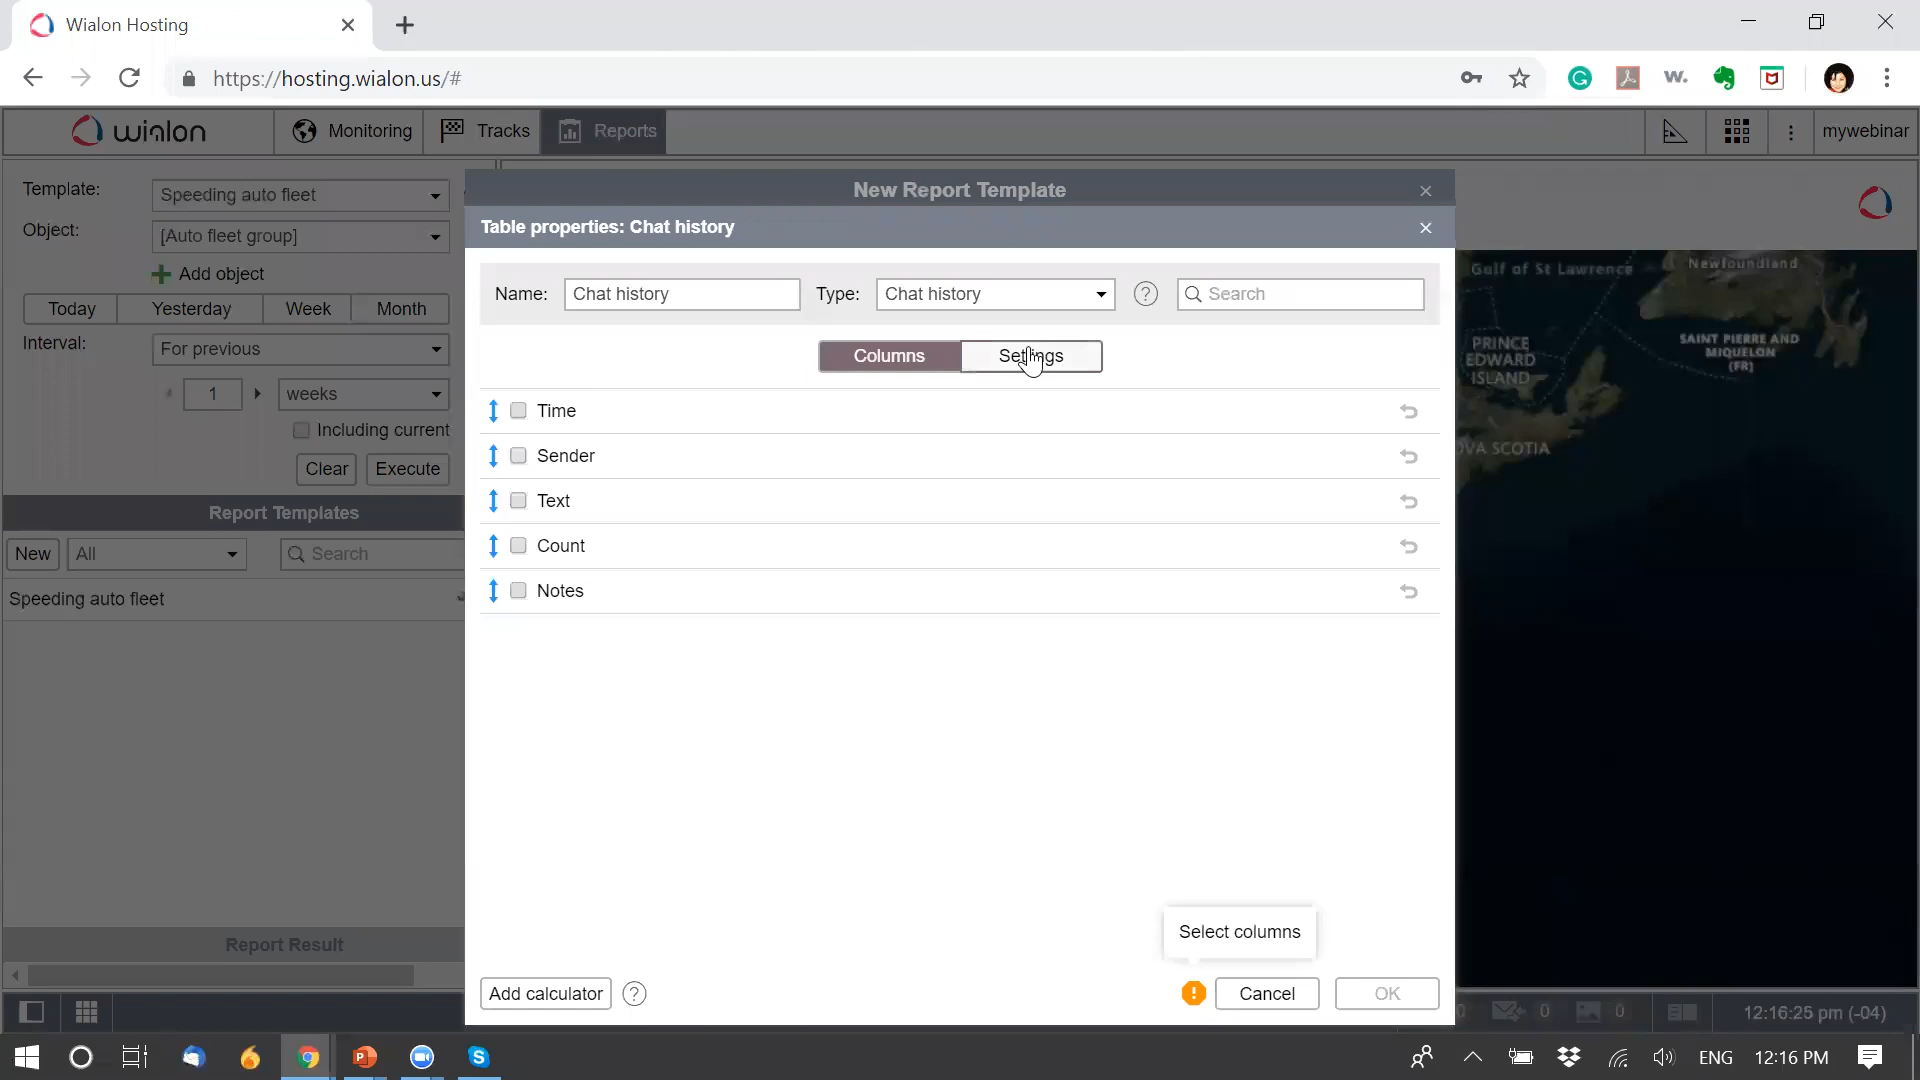 Wialon Hosting
https://hosting.wialon.us/#
wialon
Monitoring
Tracks
Reports
mywebinar
Template:
Speeding auto fleet
Object:
[Auto fleet group]
Add object
Today
Yesterday
Week
Month
Interval:
For previous
1
weeks
Including current
Clear
Execute
Report Templates
New
All
Search
Speeding auto fleet
Report Result
New Report Template
Table properties: Chat history
Name:
Chat history
Type:
Chat history
?
Search
Columns
Settings
Time
Sender
Text
Count
Notes
Select columns
Add calculator
?
Cancel
OK
Gulf of St Lawrence
Newfoundland
PRINCE
EDWARD
ISLAND
SAINT PIERRE AND
MIQUELON
(FR)
OVA SCOTIA
0
0
0
12:16:25 pm (-04)
ENG
12:16 PM